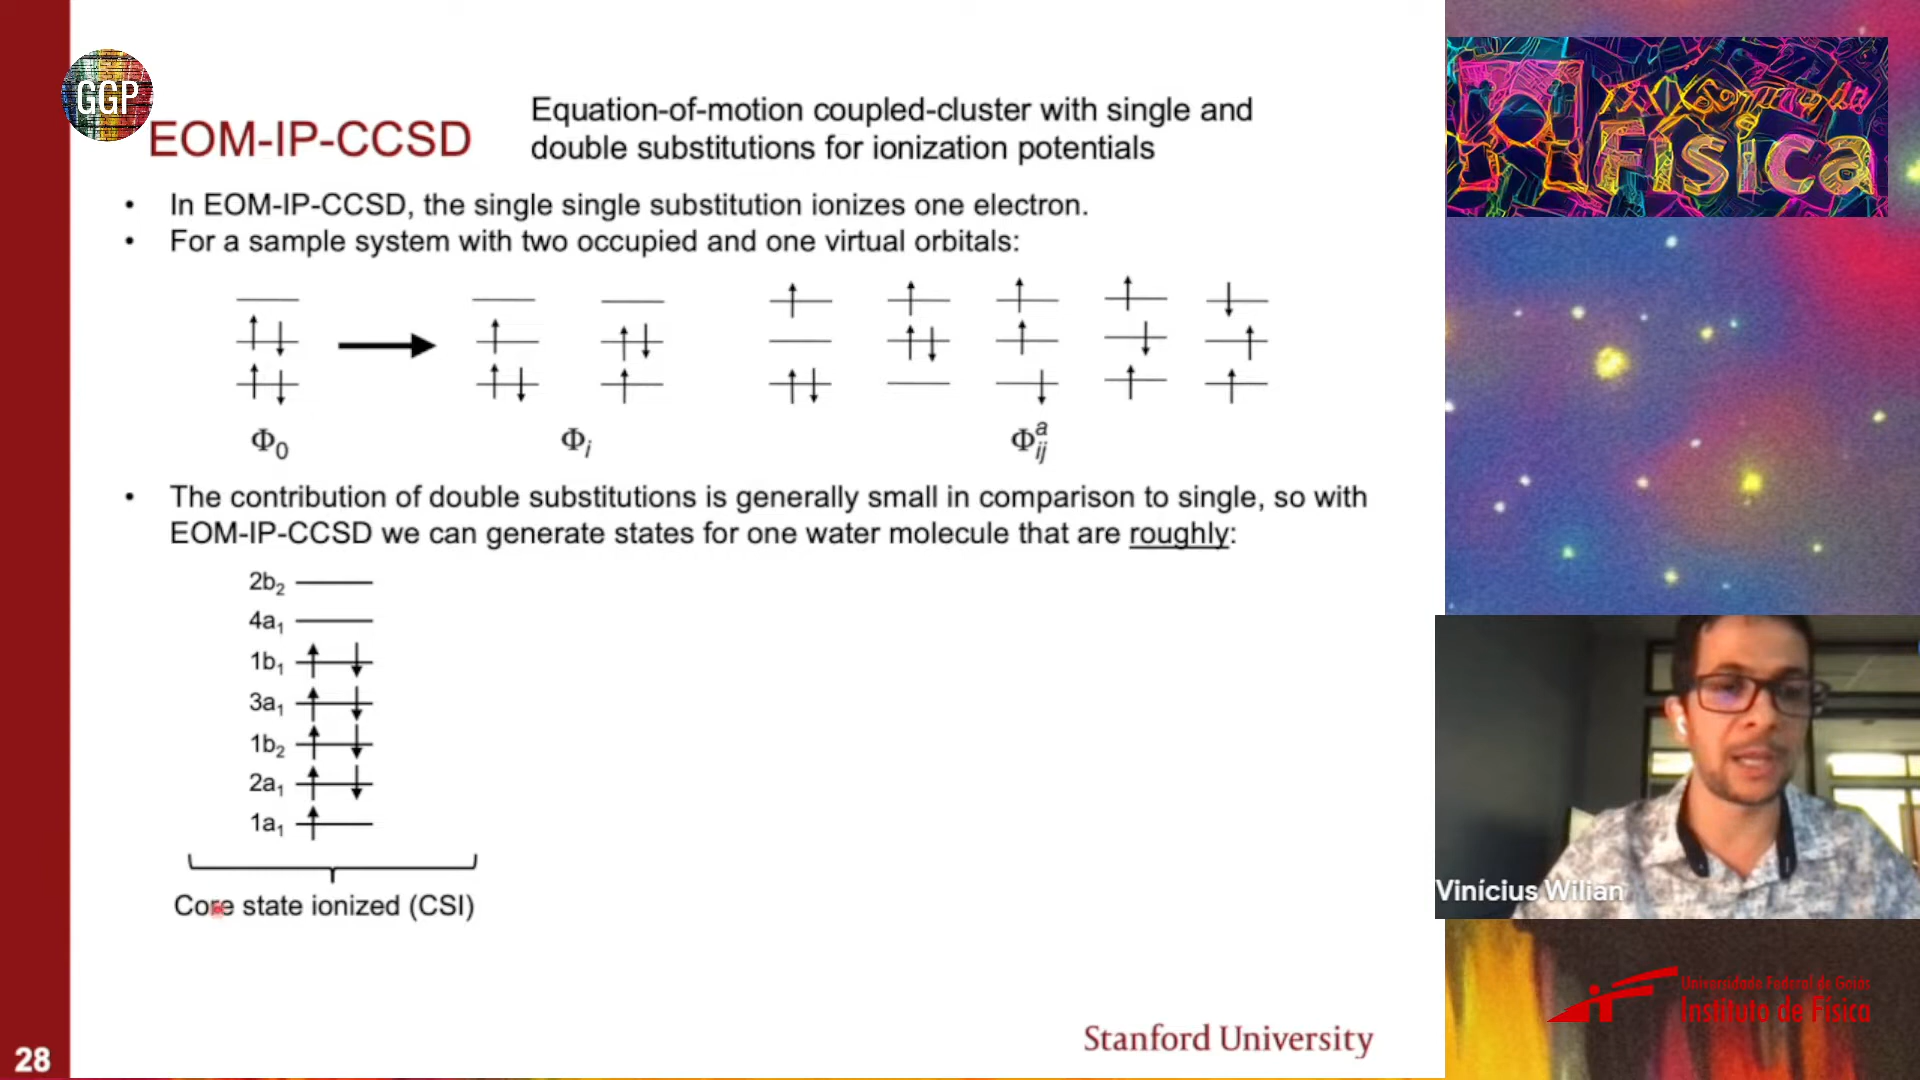 GGP
EOM-IP-CCSD
Equation-of-motion coupled-cluster with single and
double substitutions for ionization potentials
• In EOM-IP-CCSD, the single single substitution ionizes one electron.
• For a sample system with two occupied and one virtual orbitals:
Φ0
Φi
Φij^a
• The contribution of double substitutions is generally small in comparison to single, so with
EOM-IP-CCSD we can generate states for one water molecule that are roughly:
2b2
4a1
1b1
3a1
1b2
2a1
1a1
Core state ionized (CSI)
Stanford University
28
Física
Vinícius Wilian
Universidade Federal de Goiás
Instituto de Física